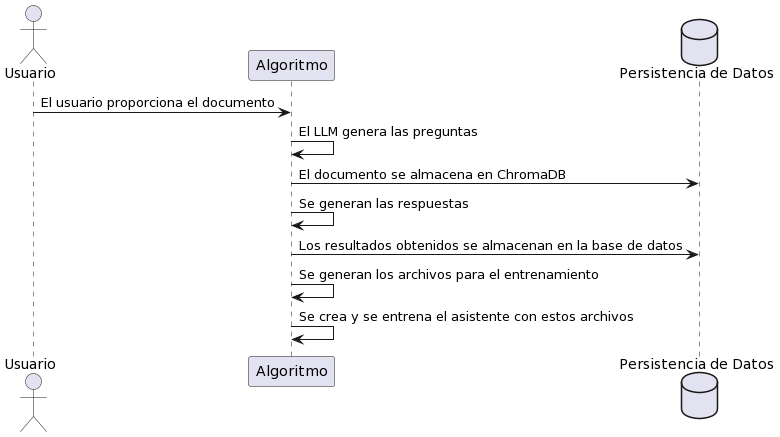 Usuario
Algoritmo
Persistencia de Datos
El usuario proporciona el documento
El LLM genera las preguntas
El documento se almacena en ChromaDB
Se generan las respuestas
Los resultados obtenidos se almacenan en la base de datos
Se generan los archivos para el entrenamiento
Se crea y se entrena el asistente con estos archivos
Usuario
Algoritmo
Persistencia de Datos